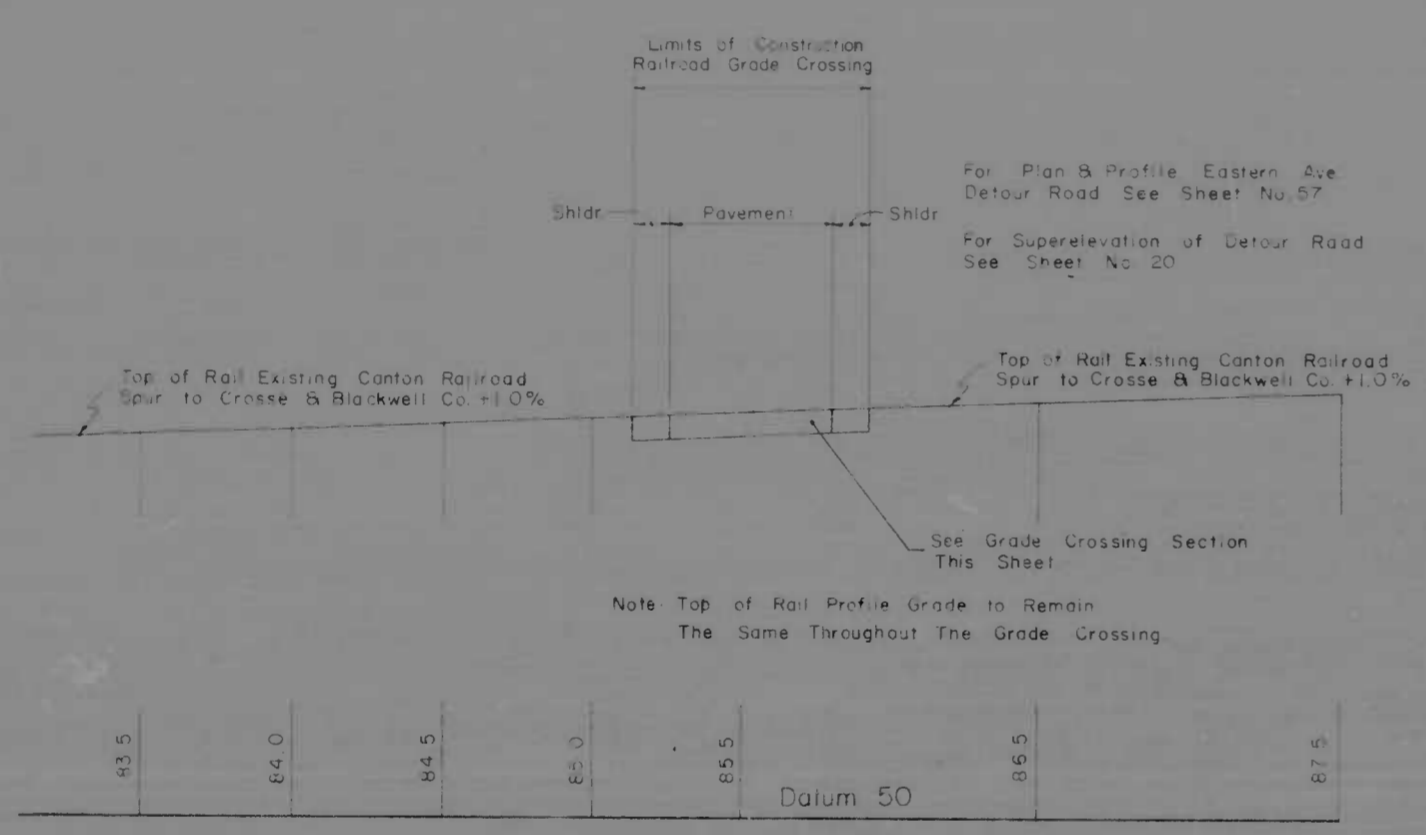 Limits of Construction
Railroad Grade Crossing
For Plan & Profile Eastern Ave
Detour Road See Sheet No. 57
Shldr
Pavement
Shldr
For Superelevation of Detour Road
See Sheet No 20
Top of Rail Existing Canton Railroad
Spur to Crosse & Blackwell Co. +1.0%
Top of Rail Existing Canton Railroad
Spur to Crosse & Blackwell Co. +1.0%
See Grade Crossing Section
This Sheet
Note: Top of Rail Profile Grade to Remain
The Same Throughout The Grade Crossing
83.5
84.0
84.5
85.0
85.5
86.5
87.5
Datum 50